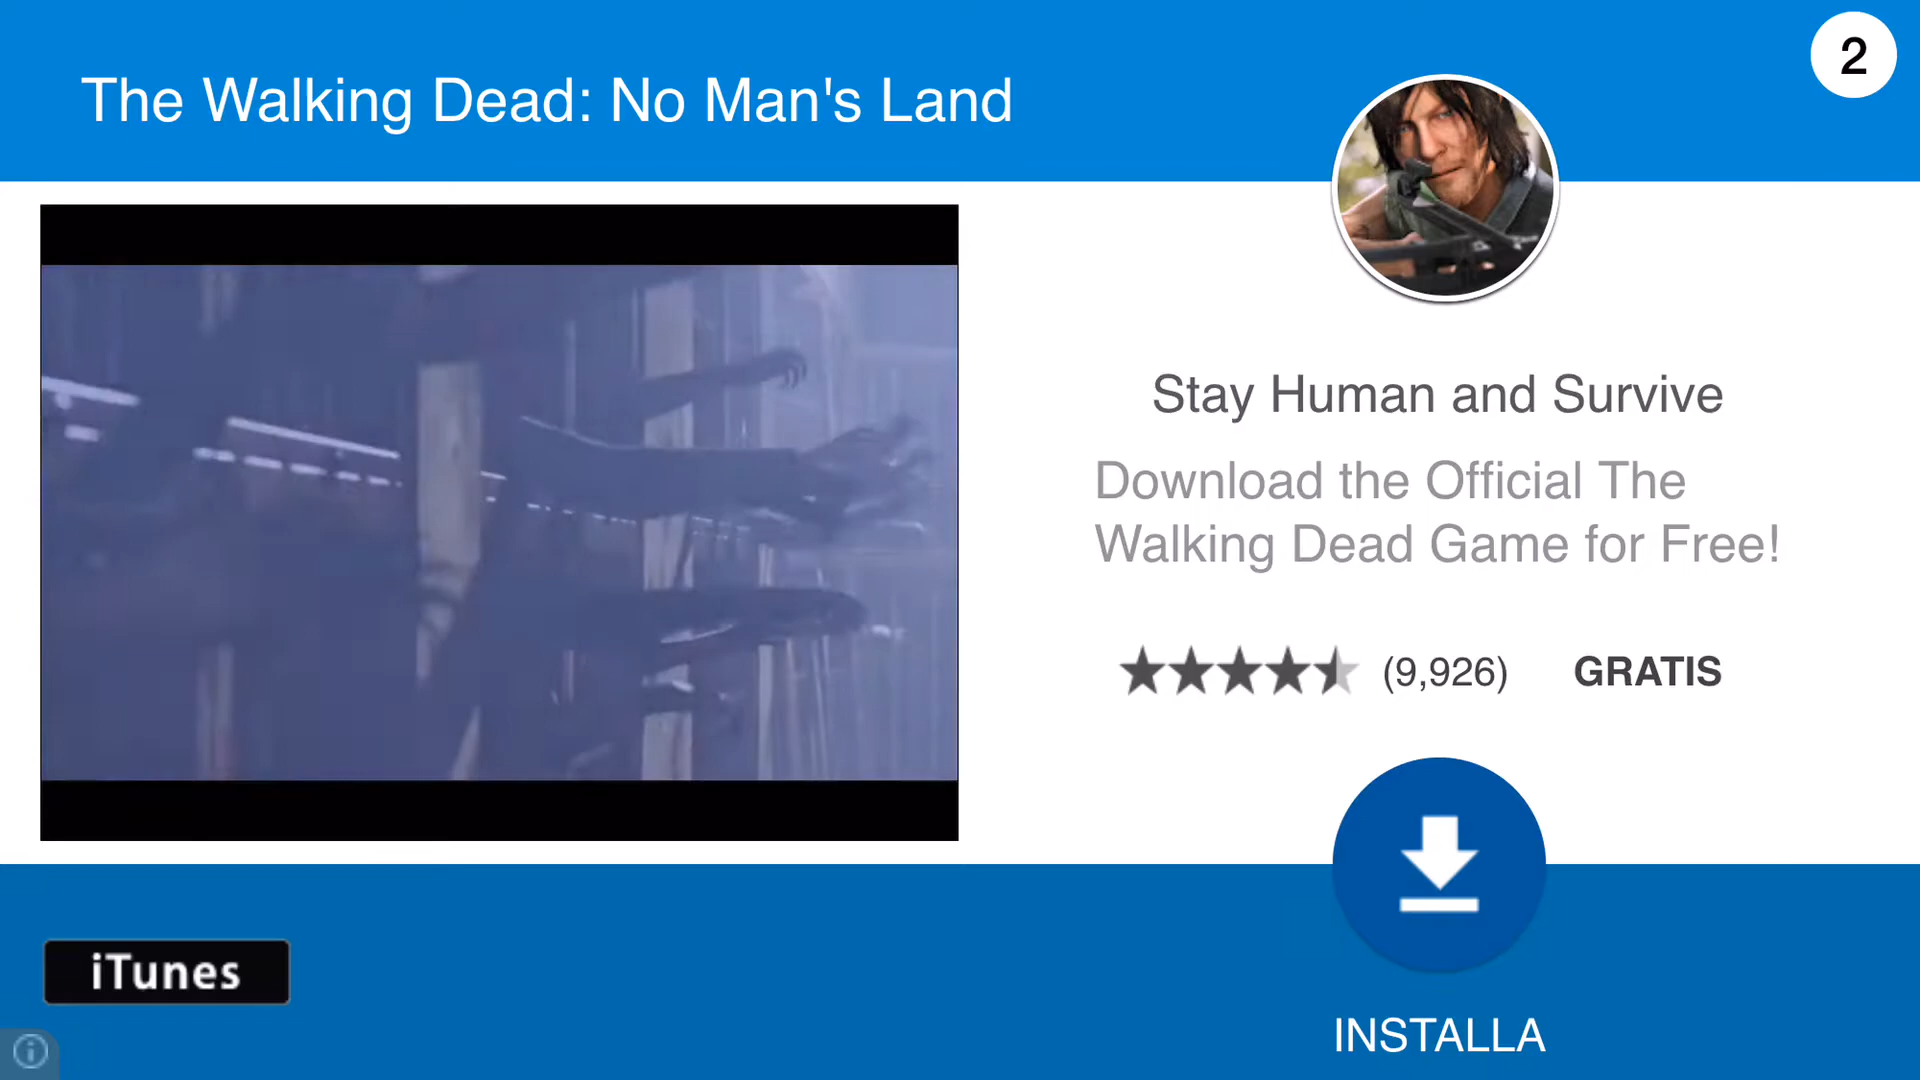 The Walking Dead: No Man's Land
2
Stay Human and Survive
Download the Official The
Walking Dead Game for Free!
(9,926) GRATIS
iTunes
INSTALLA